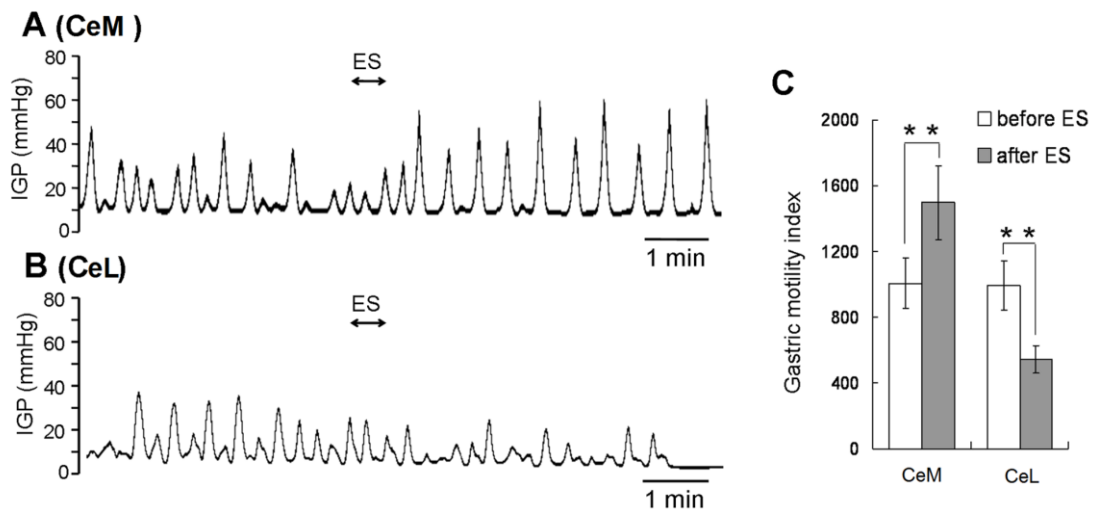 A (CeM)
80
60
40
20
0
IGP (mmHg)
ES
1 min
B (CeL)
80
60
40
20
0
IGP (mmHg)
ES
1 min
C
2000
1600
1200
800
400
0
Gastric motility index
before ES
after ES
* *
* *
CeM
CeL